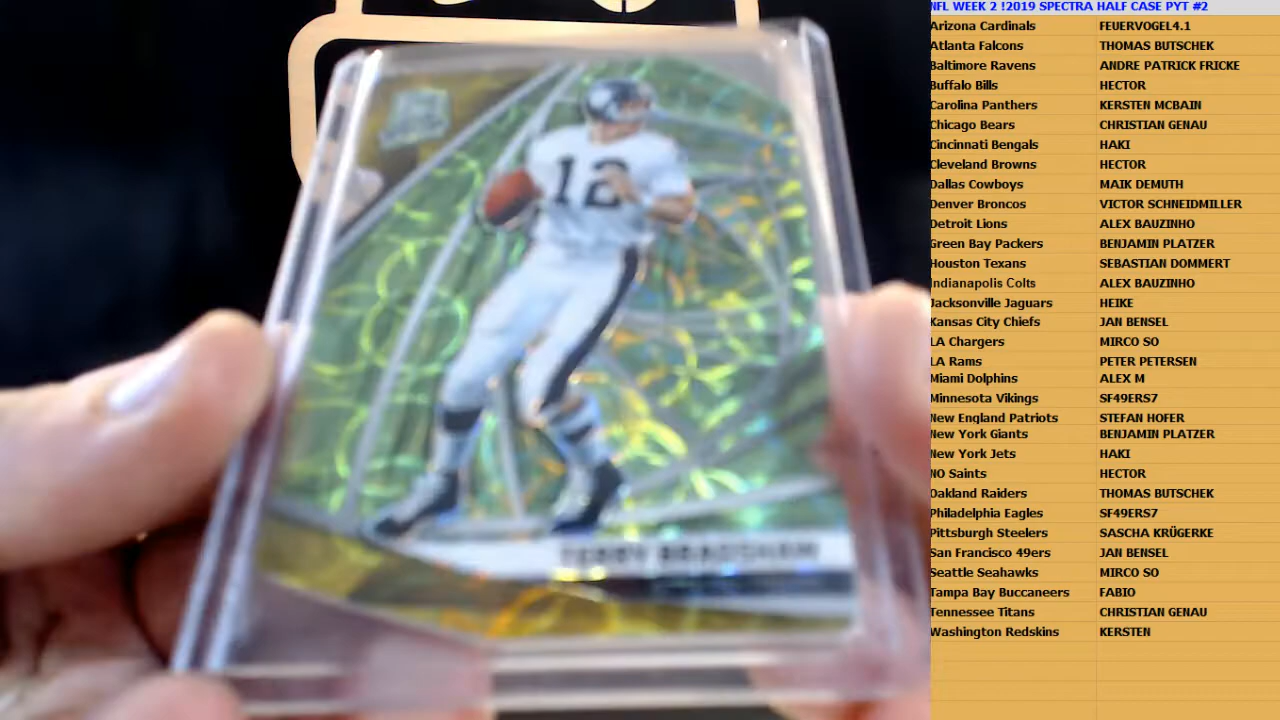 12
TERRY BRADSHAW
NFL WEEK 2 !2019 SPECTRA HALF CASE PYT #2
Arizona Cardinals FEUERVOGEL4.1
Atlanta Falcons THOMAS BUTSCHEK
Baltimore Ravens ANDRE PATRICK FRICKE
Buffalo Bills HECTOR
Carolina Panthers KERSTEN MCBAIN
Chicago Bears CHRISTIAN GENAU
Cincinnati Bengals HAKI
Cleveland Browns HECTOR
Dallas Cowboys MAIK DEMUTH
Denver Broncos VICTOR SCHNEIDMILLER
Detroit Lions ALEX BAUZINHO
Green Bay Packers BENJAMIN PLATZER
Houston Texans SEBASTIAN DOMMERT
Indianapolis Colts ALEX BAUZINHO
Jacksonville Jaguars HEIKE
Kansas City Chiefs JAN BENSEL
LA Chargers MIRCO SO
LA Rams PETER PETERSEN
Miami Dolphins ALEX M
Minnesota Vikings SF49ERS7
New England Patriots STEFAN HOFER
New York Giants BENJAMIN PLATZER
New York Jets HAKI
NO Saints HECTOR
Oakland Raiders THOMAS BUTSCHEK
Philadelphia Eagles SF49ERS7
Pittsburgh Steelers SASCHA KRÜGERKE
San Francisco 49ers JAN BENSEL
Seattle Seahawks MIRCO SO
Tampa Bay Buccaneers FABIO
Tennessee Titans CHRISTIAN GENAU
Washington Redskins KERSTEN